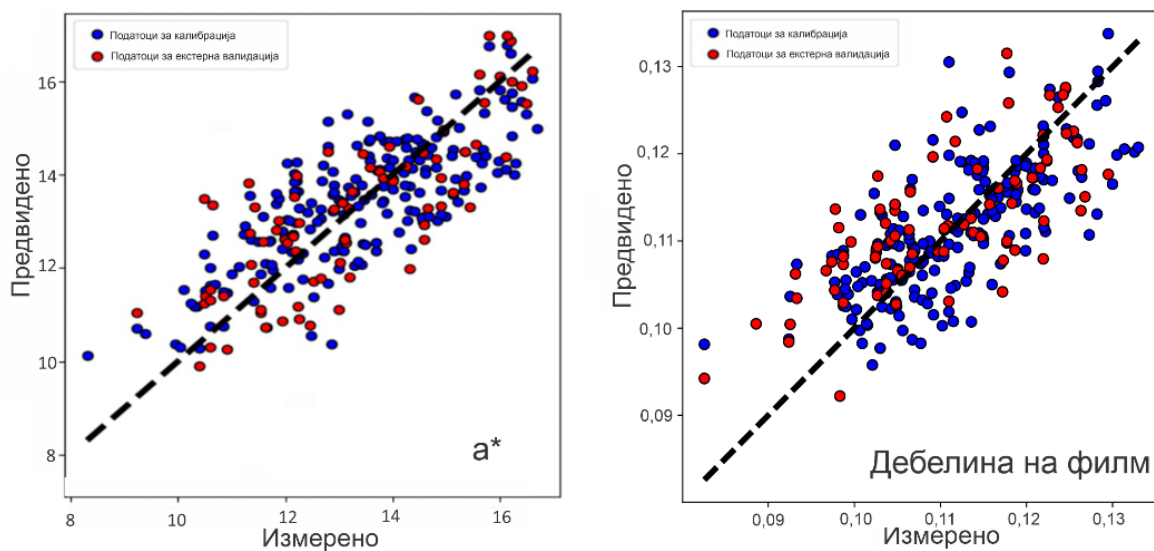 Податоци за калибрација
Податоци за екстерна валидација
Предвидено
16
14
12
10
8
a*
8
10
12
14
16
Измерено
Податоци за калибрација
Податоци за екстерна валидација
Предвидено
0,13
0,12
0,11
0,10
0,09
Дебелина на филм
0,09
0,10
0,11
0,12
0,13
Измерено